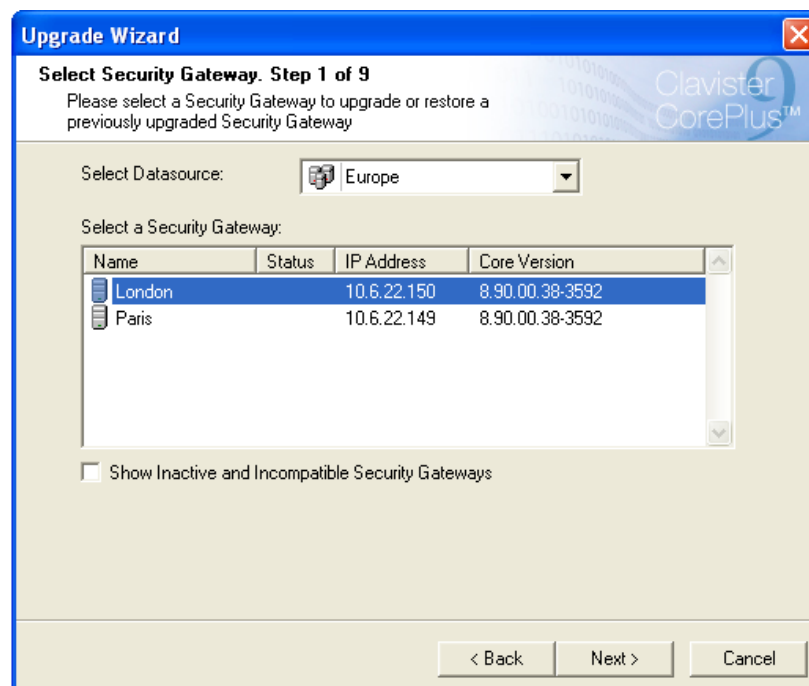 Upgrade Wizard
Select Security Gateway. Step 1 of 9
Please select a Security Gateway to upgrade or restore a
previously upgraded Security Gateway
Clavister
CorePlus™
9
Select Datasource:
Europe
Select a Security Gateway:
Name Status IP Address Core Version
London 10.6.22.150 8.90.00.38-3592
Paris 10.6.22.149 8.90.00.38-3592
Show Inactive and Incompatible Security Gateways
< Back Next > Cancel